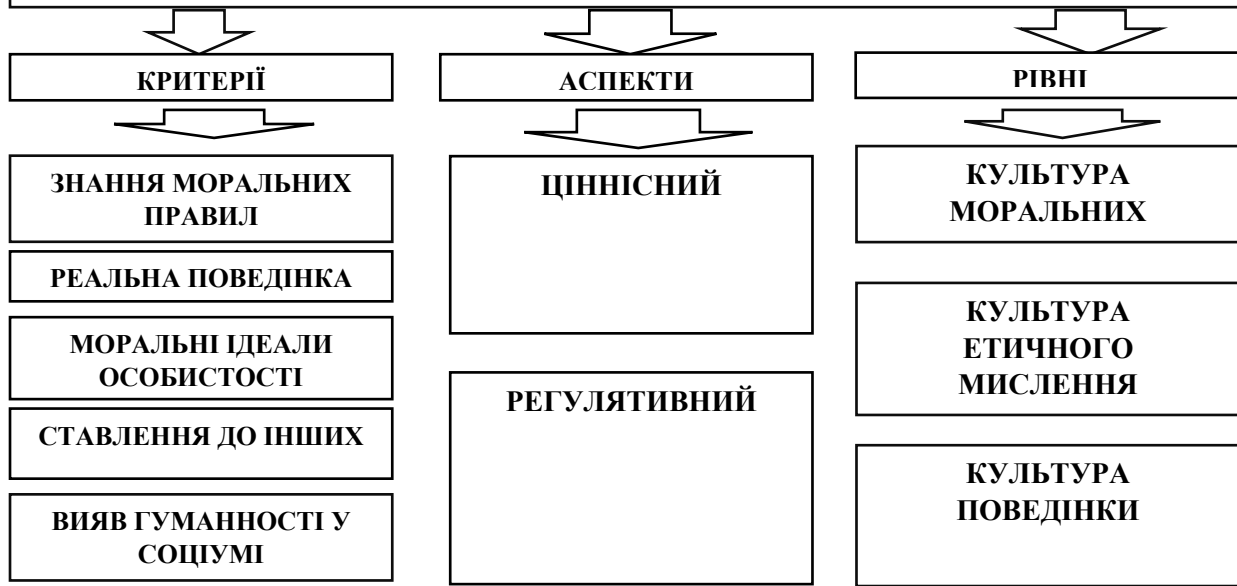 КРИТЕРІЇ
ЗНАННЯ МОРАЛЬНИХ
ПРАВИЛ
РЕАЛЬНА ПОВЕДІНКА
МОРАЛЬНІ ІДЕАЛИ
ОСОБИСТОСТІ
СТАВЛЕННЯ ДО ІНШИХ
ВИЯВ ГУМАННОСТІ У
СОЦІУМІ
АСПЕКТИ
ЦІННІСНИЙ
РЕГУЛЯТИВНИЙ
РІВНІ
КУЛЬТУРА
МОРАЛЬНИХ
КУЛЬТУРА
ЕТИЧНОГО
МИСЛЕННЯ
КУЛЬТУРА
ПОВЕДІНКИ